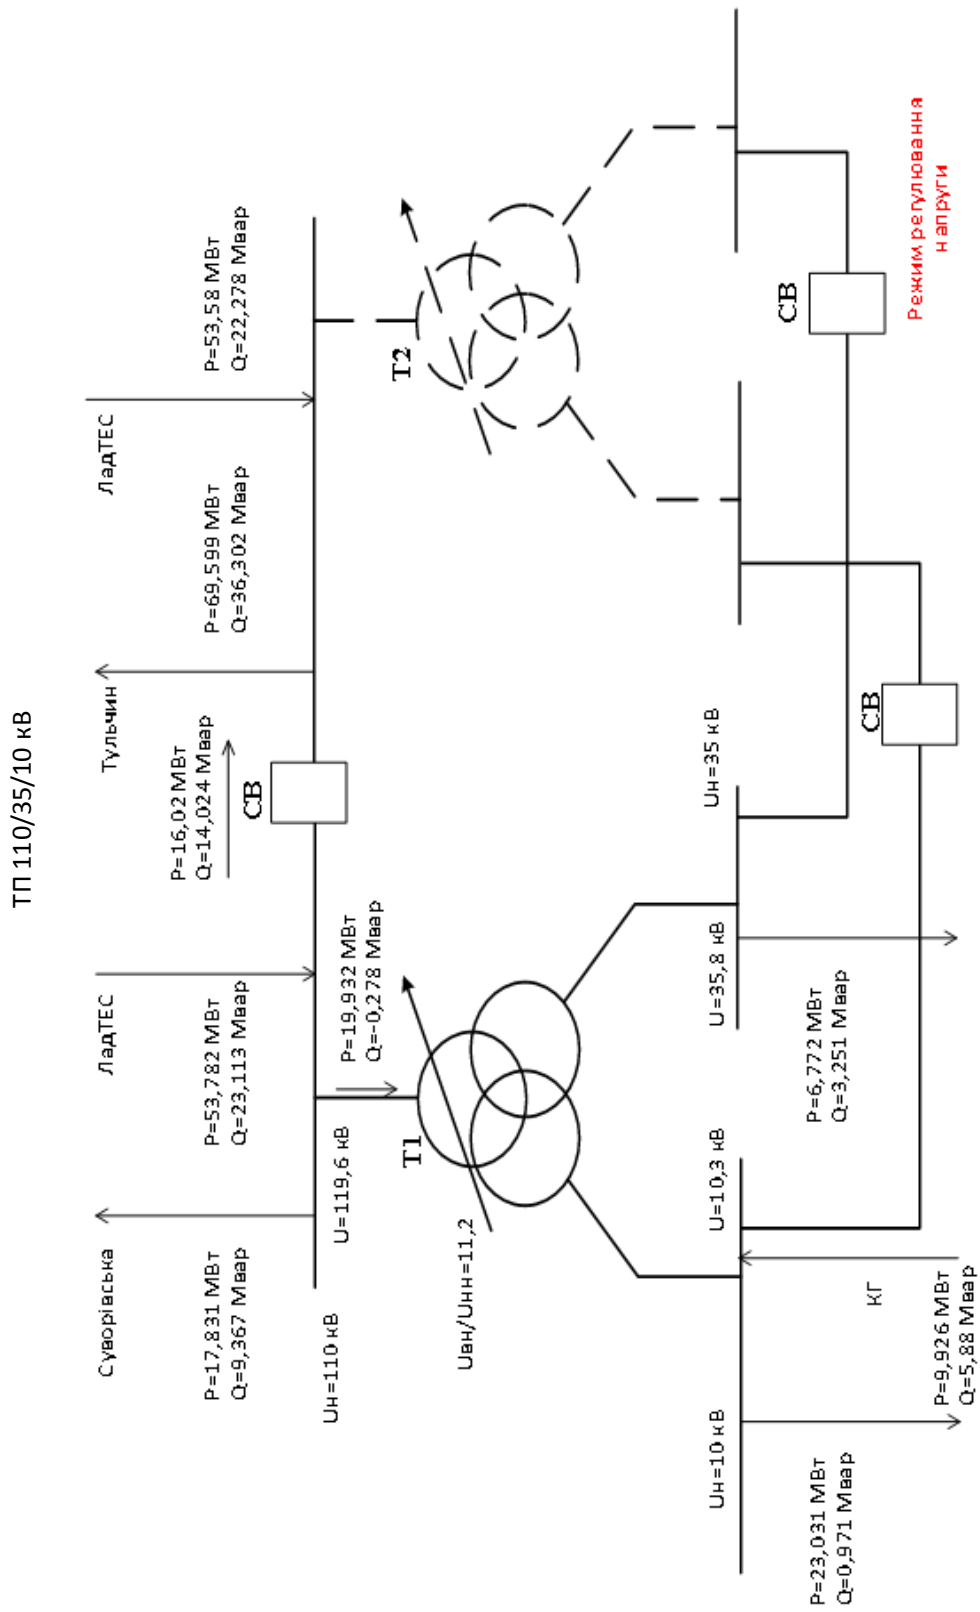 ТП 110/35/10 кВ
Суворівська
P=17,831 МВт
Q=9,367 Мвар
ЛадТЕС
P=53,782 МВт
Q=23,113 Мвар
P=16,02 МВт
Q=14,024 Мвар
СВ
Тульчин
P=69,599 МВт
Q=36,302 Мвар
ЛадТЕС
P=53,58 МВт
Q=22,278 Мвар
Uн=110 кВ
U=119,6 кВ
P=19,932 МВт
Q=-0,278 Мвар
Т1
Uвн/Uнн=11,2
Т2
Uн=10 кВ
U=10,3 кВ
U=35,8 кВ
Uн=35 кВ
P=23,031 МВт
Q=0,971 Мвар
КГ
P=9,926 МВт
Q=5,88 Мвар
P=6,772 МВт
Q=3,251 Мвар
СВ
СВ
Режим регулювання
напруги